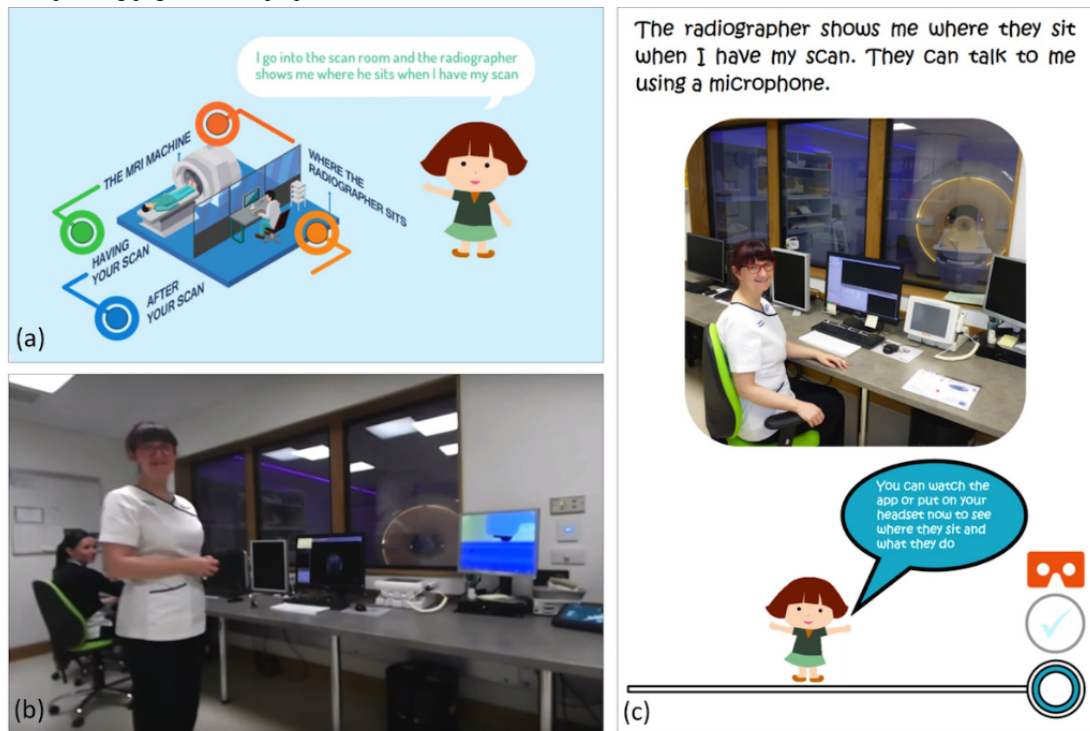 I go into the scan room and the radiographer
shows me where he sits when I have my scan
THE MRI MACHINE
WHERE THE
RADIOGRAPHER SITS
HAVING
YOUR SCAN
AFTER
YOUR SCAN
(a)
(b)
The radiographer shows me where they sit
when I have my scan. They can talk to me
using a microphone.
You can watch the
app or put on your
headset now to see
where they sit and
what they do
(c)